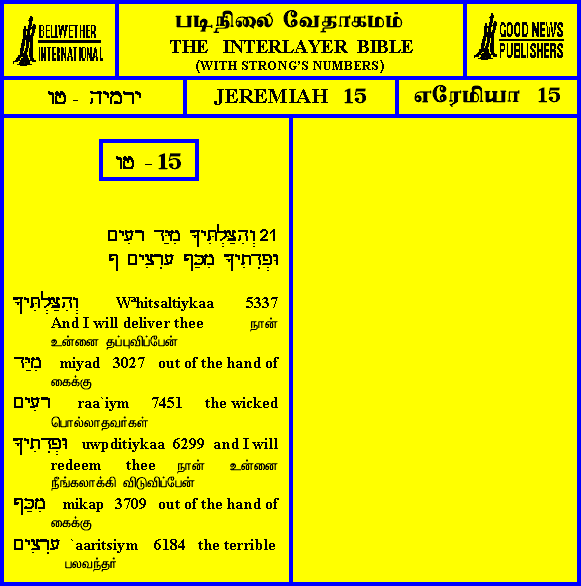 BELLWETHER
INTERNATIONAL
படிநிலை வேதாகமம்
THE INTERLAYER BIBLE
(WITH STRONG'S NUMBERS)
GOOD NEWS
PUBLISHERS
ירמיה - טו
JEREMIAH 15
எரேமியா 15
טו - 15
21 וְהִצַּלְתִּיךָ מִיַּד רָעִים
וּפְדִתִיךָ מִכַּף עָרִצִים ף
וְהִצַּלְתִּיךָ Wᵊhitsaltiykaa 5337
And I will deliver thee நான்
உன்னை தப்புவிப்பேன்
מִיַּד miyad 3027 out of the hand of
கைக்கு
רָעִים raa`iym 7451 the wicked
பொல்லாதவர்கள்
וּפְדִתִיךָ uwpditiykaa 6299 and I will
redeem thee நான் உன்னை
நீங்கலாக்கி விடுவிப்பேன்
מִכַּף mikap 3709 out of the hand of
கைக்கு
עָרִצִים `aaritsiym 6184 the terrible
பலவந்தர்